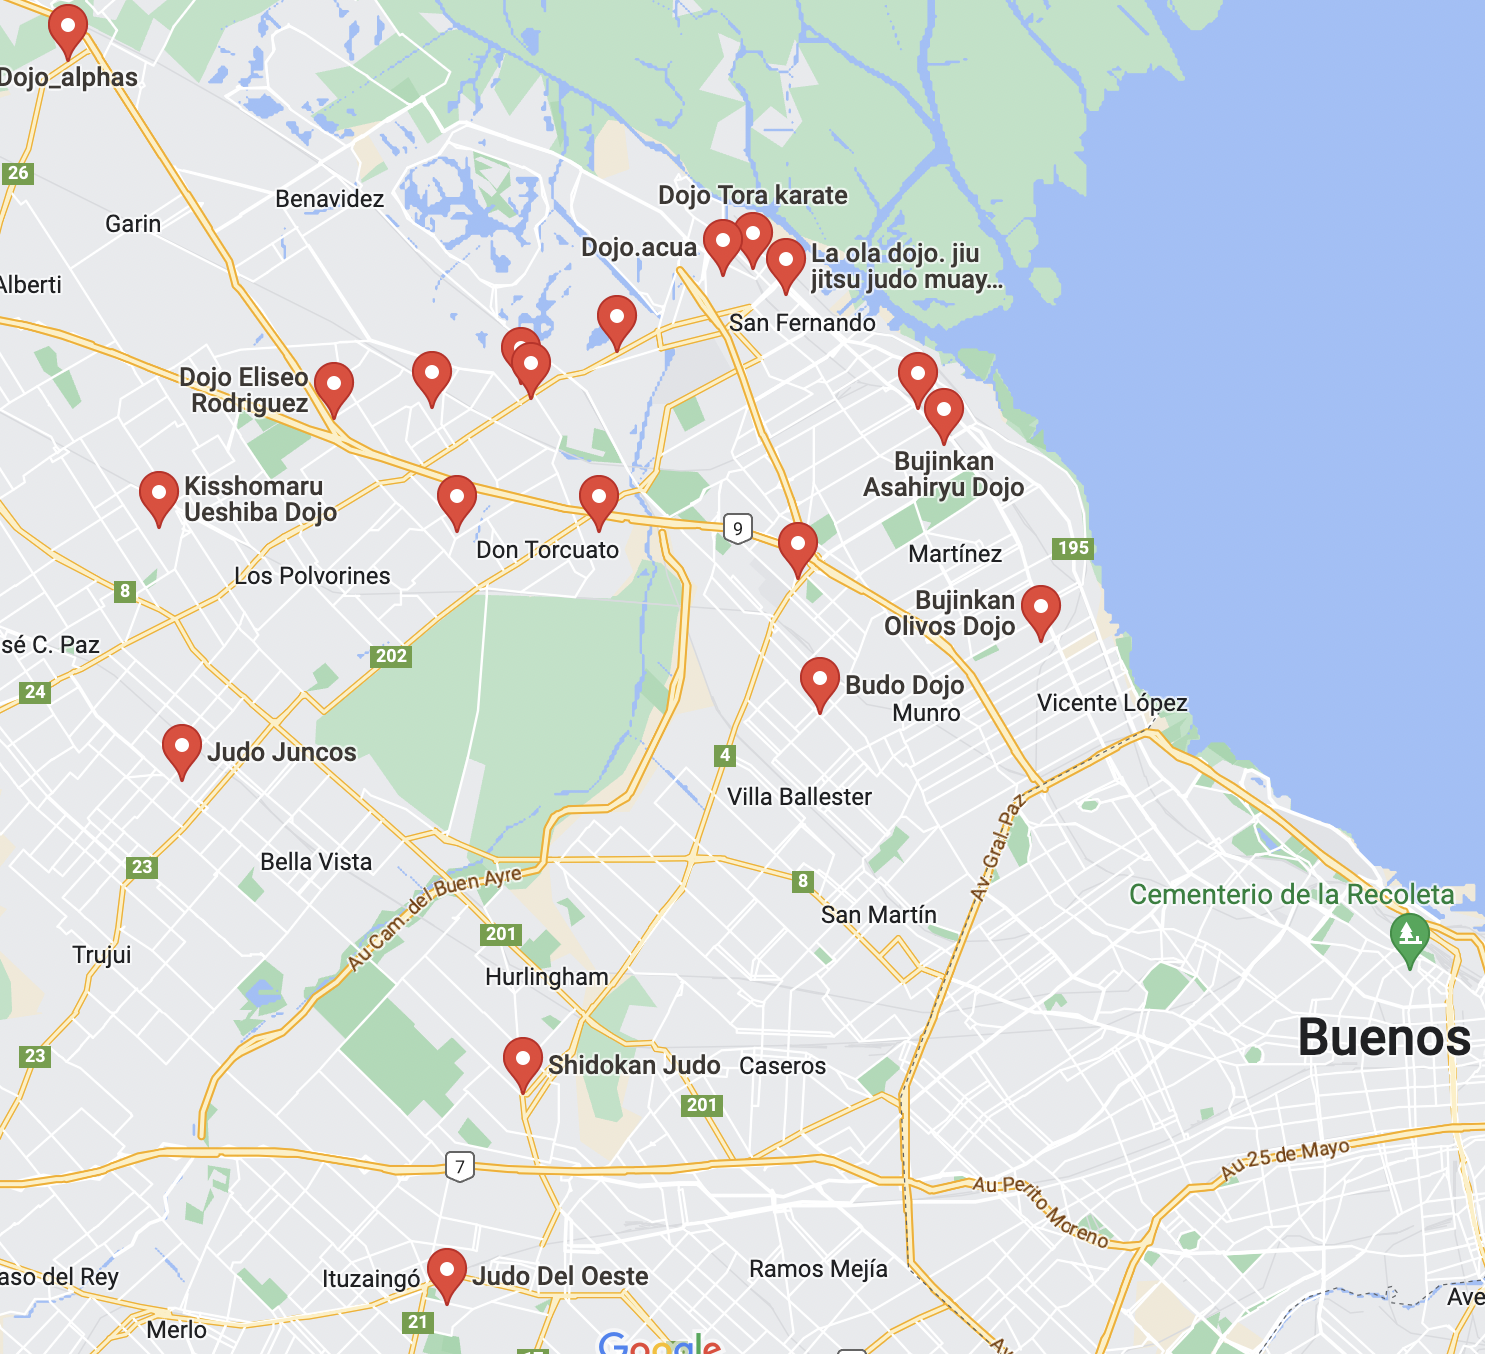 Dojo_alphas
26
Benavidez
Garin
Dojo Tora karate
Dojo.acua
La ola dojo. jiu
jitsu judo muay...
Alberti
San Fernando
Dojo Eliseo
Rodriguez
Bujinkan
Asahiryu Dojo
Kisshomaru
Ueshiba Dojo
9
Don Torcuato
Martínez
195
Los Polvorines
8
Bujinkan
Olivos Dojo
sé C. Paz
202
24
Budo Dojo
Munro
Vicente López
Judo Juncos
4
Villa Ballester
Av. Gral. Paz
Bella Vista
23
Au Cam. del Buen Ayre
8
Cementerio de la Recoleta
San Martín
201
Trujui
Hurlingham
Buenos
23
Shidokan Judo
Caseros
201
7
Au 25 de Mayo
Au Perito Moreno
aso del Rey
Ituzaingó
Judo Del Oeste
Ramos Mejía
Ave
21
Merlo
Google
Av